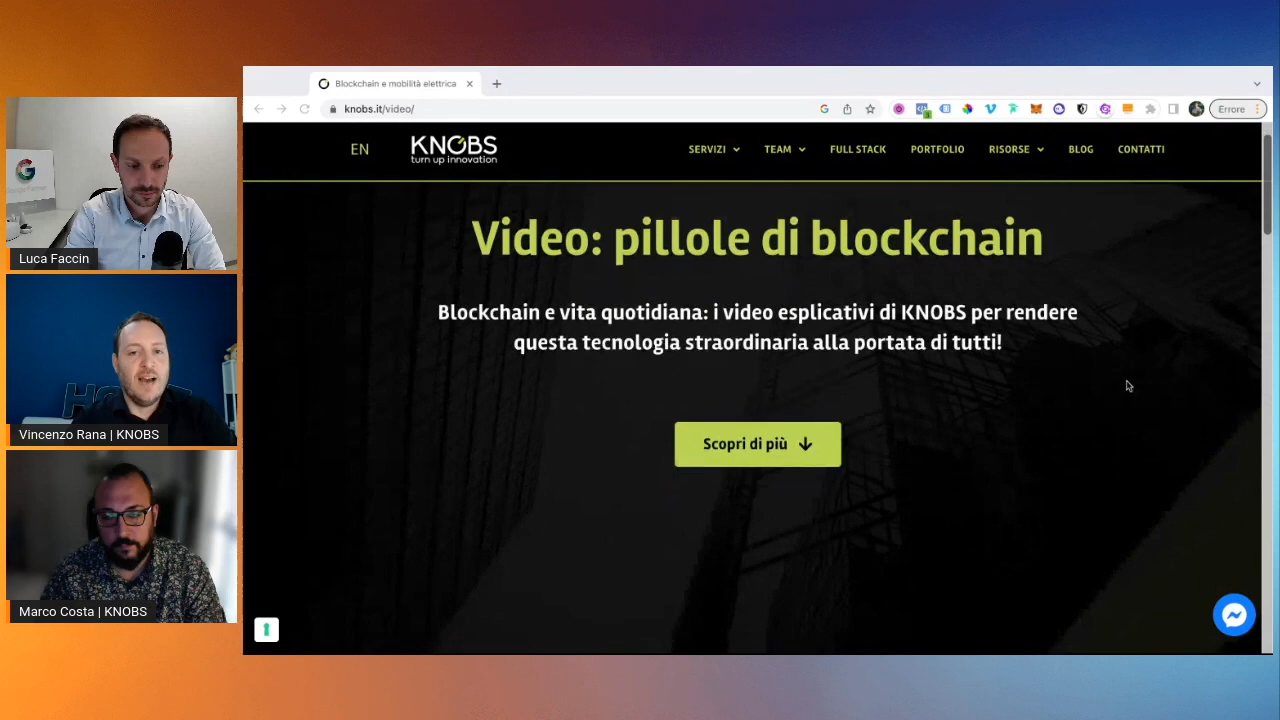 Blockchain e mobilità elettrica
knobs.it/video/
Errore
EN
KNOBS
turn up innovation
SERVIZI
TEAM
FULL STACK
PORTFOLIO
RISORSE
BLOG
CONTATTI
Video: pillole di blockchain
Blockchain e vita quotidiana: i video esplicativi di KNOBS per rendere
questa tecnologia straordinaria alla portata di tutti!
Scopri di più
Luca Faccin
Vincenzo Rana | KNOBS
Marco Costa | KNOBS